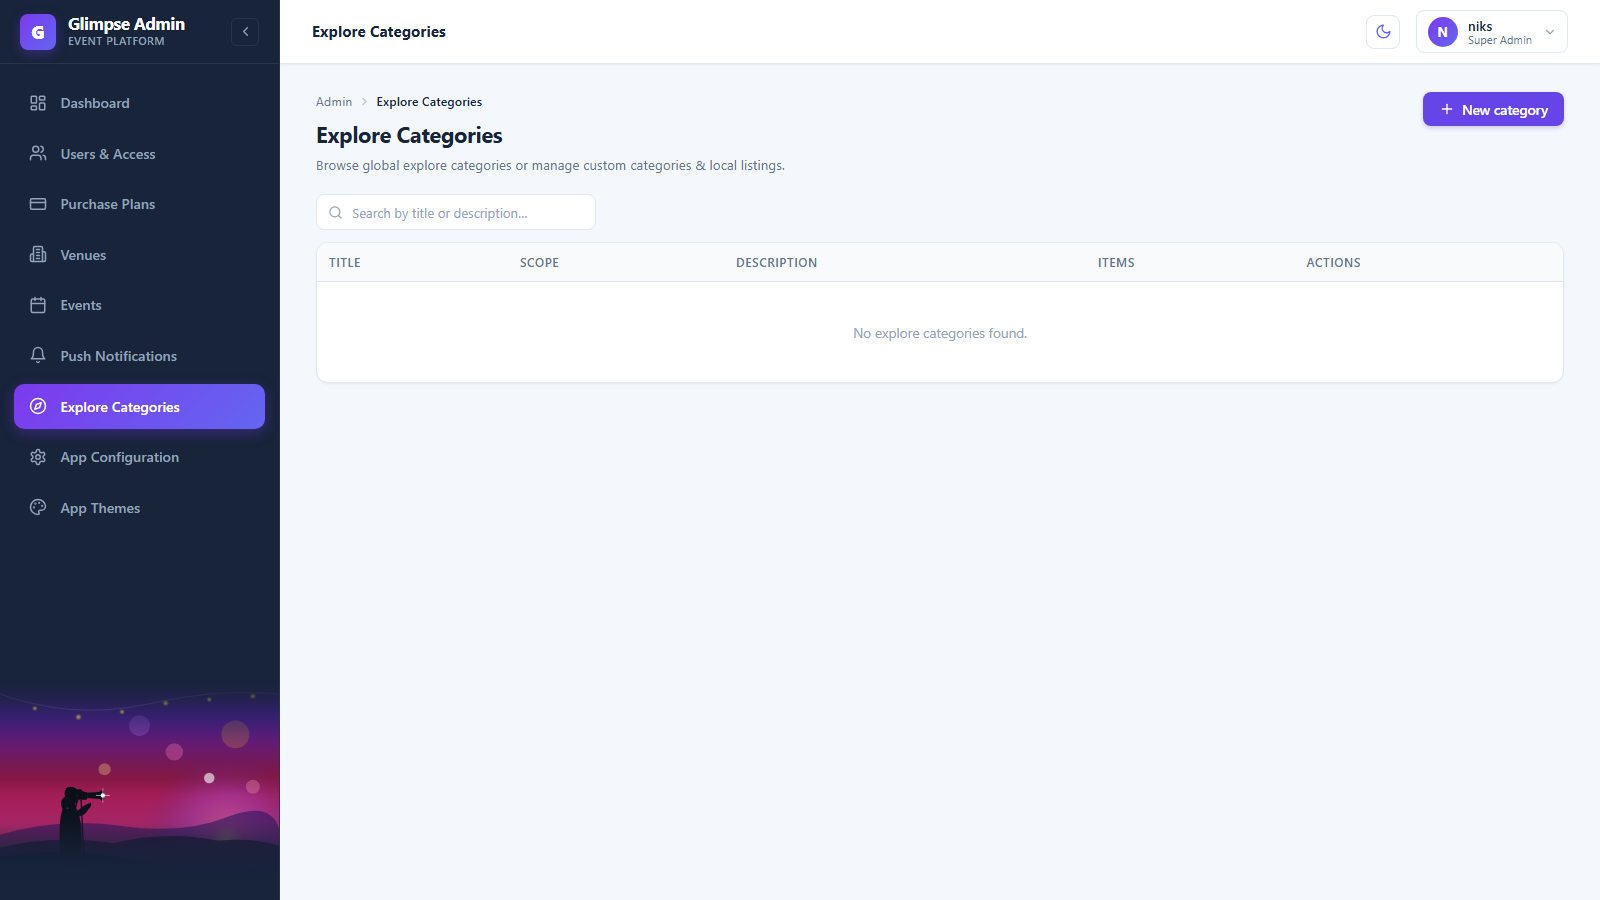 G
Glimpse Admin
EVENT PLATFORM
Dashboard
Users & Access
Purchase Plans
Venues
Events
Push Notifications
Explore Categories
App Configuration
App Themes
Explore Categories
N
niks
Super Admin
Admin
Explore Categories
New category
Explore Categories
Browse global explore categories or manage custom categories & local listings.
Search by title or description...
TITLE SCOPE DESCRIPTION ITEMS ACTIONS
No explore categories found.